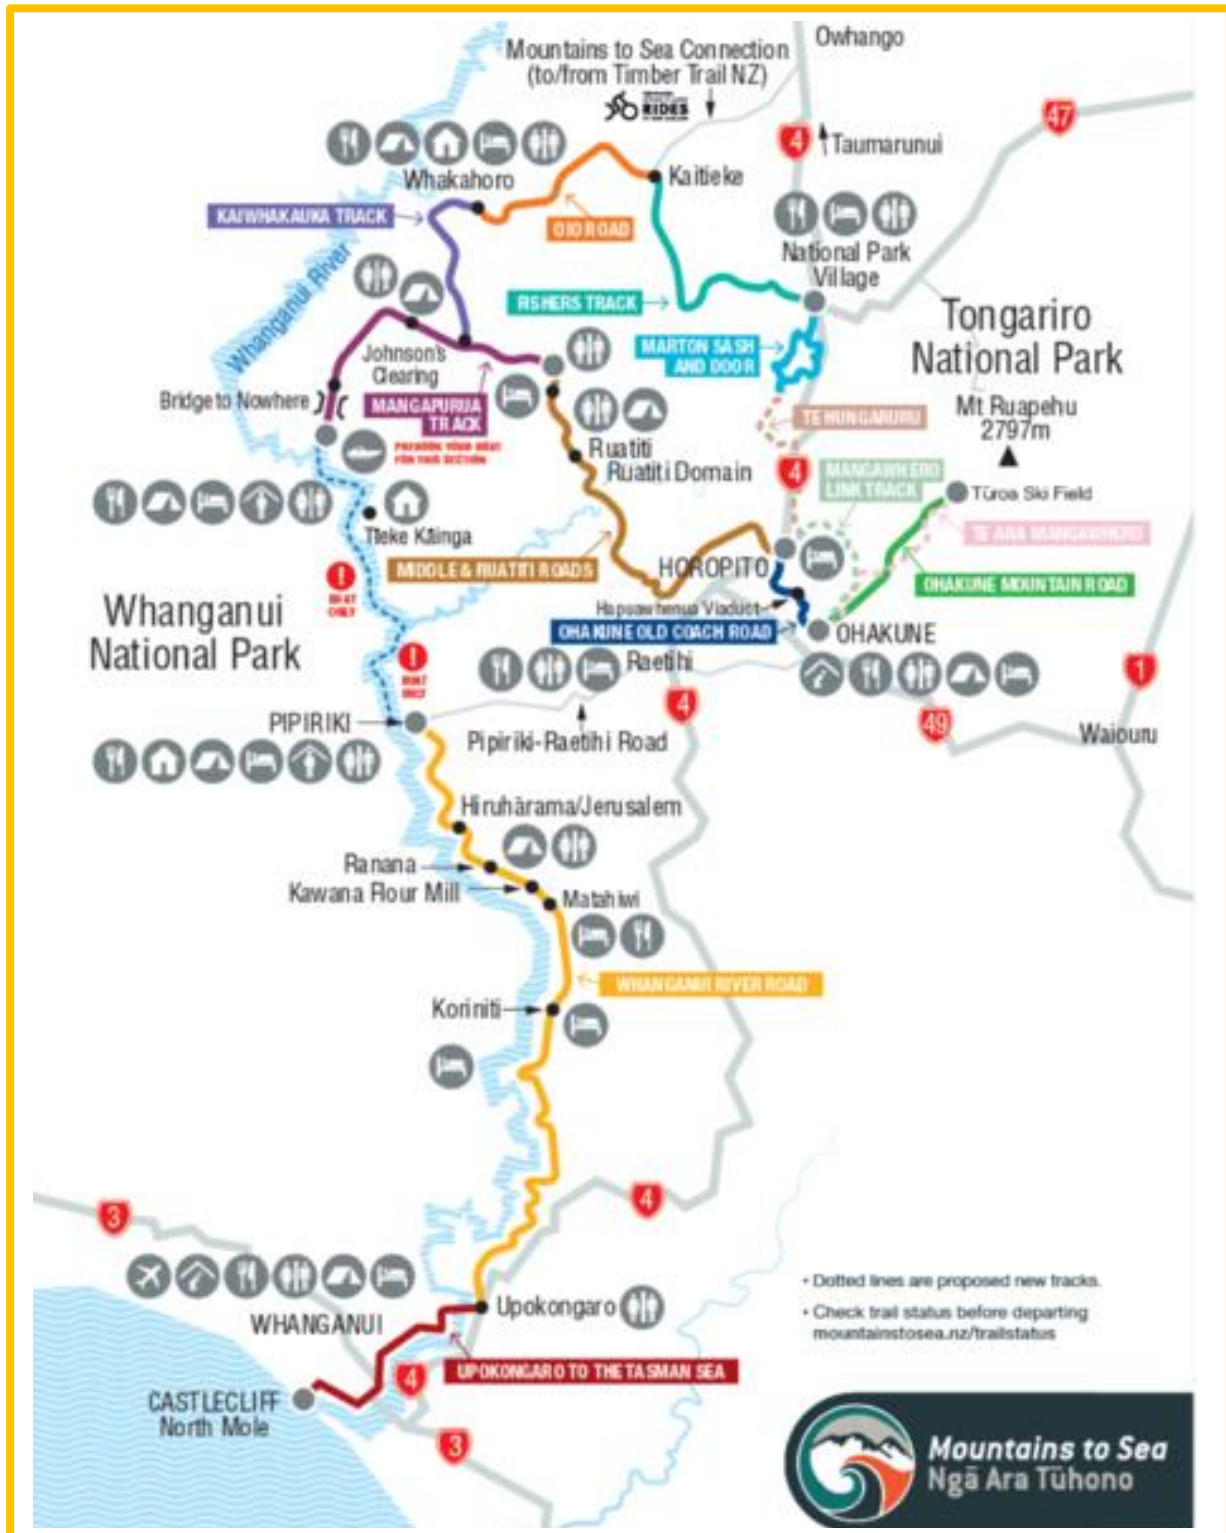 Owhango
Mountains to Sea Connection
(to/from Timber Trail NZ)
RIDES
47
4
Taumarunui
Whakahoro
Kaitieke
KAIWHAKAUKA TRACK
OIO ROAD
National Park
Village
Whanganui River
FISHERS TRACK
Tongariro
National Park
MARTON SASH
AND DOOR
Johnson's
Clearing
Bridge to Nowhere
MANGAPURUA
TRACK
TE HUNGARURU
Mt Ruapehu
2797m
Ruatiti
Ruatiti Domain
4
MANGAWHERO
LINK TRACK
Tūroa Ski Field
Tieke Kāinga
TE ARA MANGAWHERO
MIDDLE & RUATITI ROADS
HOROPITO
OHAKUNE MOUNTAIN ROAD
BOAT
ONLY
Whanganui
National Park
Hapuawhenua Viaduct
OHAKUNE OLD COACH ROAD
OHAKUNE
BOAT
ONLY
Raetihi
1
4
49
PIPIRIKI
Pipiriki-Raetihi Road
Waiouru
Hiruhārama/Jerusalem
Ranana
Kawana Flour Mill
Matahiwi
WHANGANUI RIVER ROAD
Koriniti
3
4
Upokongaro
• Dotted lines are proposed new tracks.
• Check trail status before departing
mountainstosea.nz/trailstatus
WHANGANUI
UPOKONGARO TO THE TASMAN SEA
4
CASTLECLIFF
North Mole
3
Mountains to Sea
Ngā Ara Tūhono